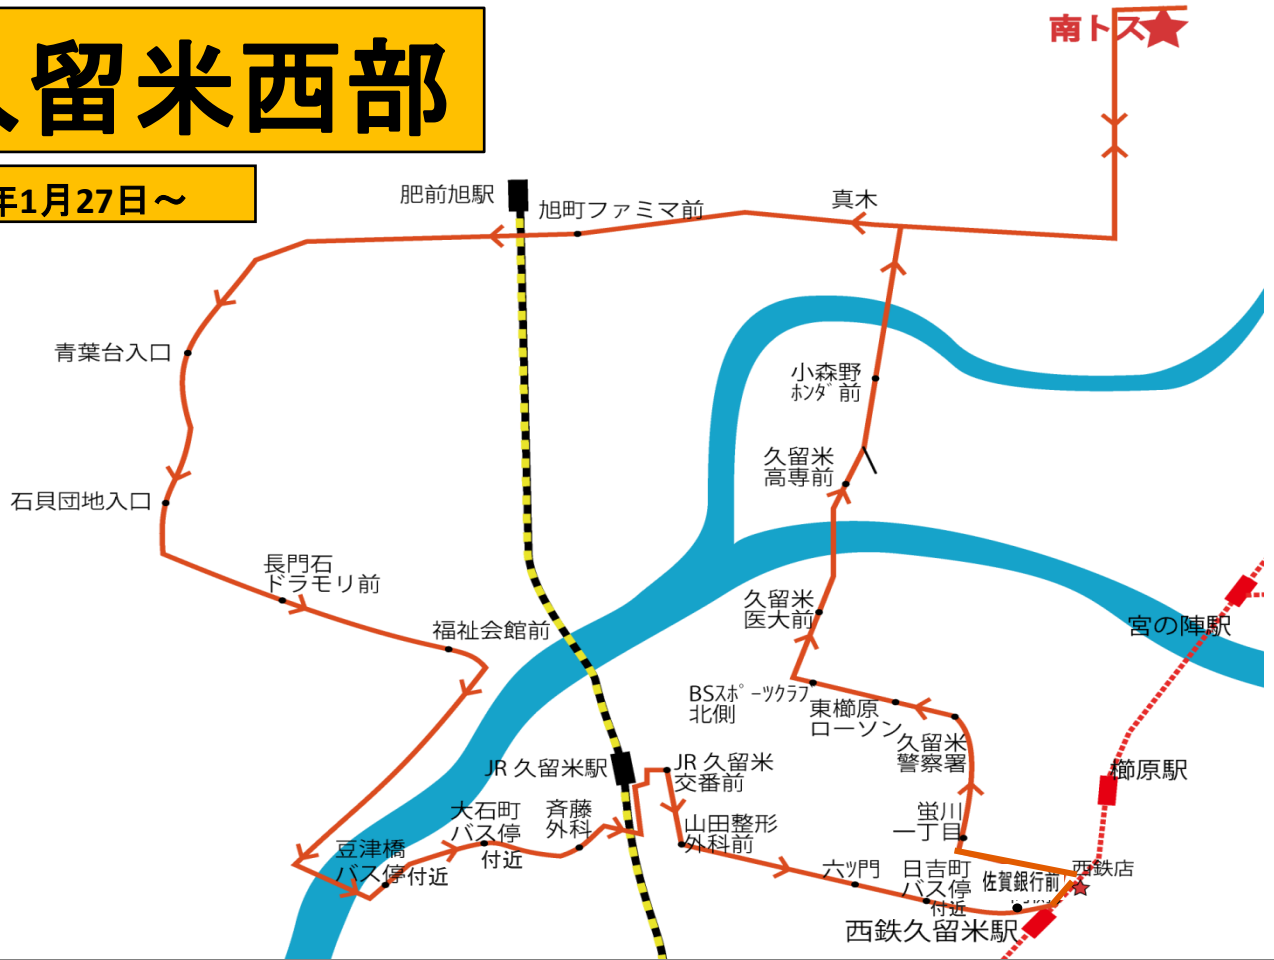 南トス
留米西部
年1月27日～
肥前旭駅
旭町ファミマ前
真木
青葉台入口
小森野
ﾎﾝﾀﾞ前
久留米
高専前
石貝団地入口
長門石
ドラモリ前
久留米
医大前
福祉会館前
宮の陣駅
BSｽﾎﾟｰﾂｸﾗﾌﾞ
北側
東櫛原
ローソン
久留米
警察署
JR 久留米駅
JR 久留米
交番前
櫛原駅
大石町
バス停
付近
斉藤
外科
山田整形
外科前
蛍川
一丁目
豆津橋
バス停付近
六ツ門
日吉町
バス停
付近
佐賀銀行前
西鉄店
西鉄久留米駅